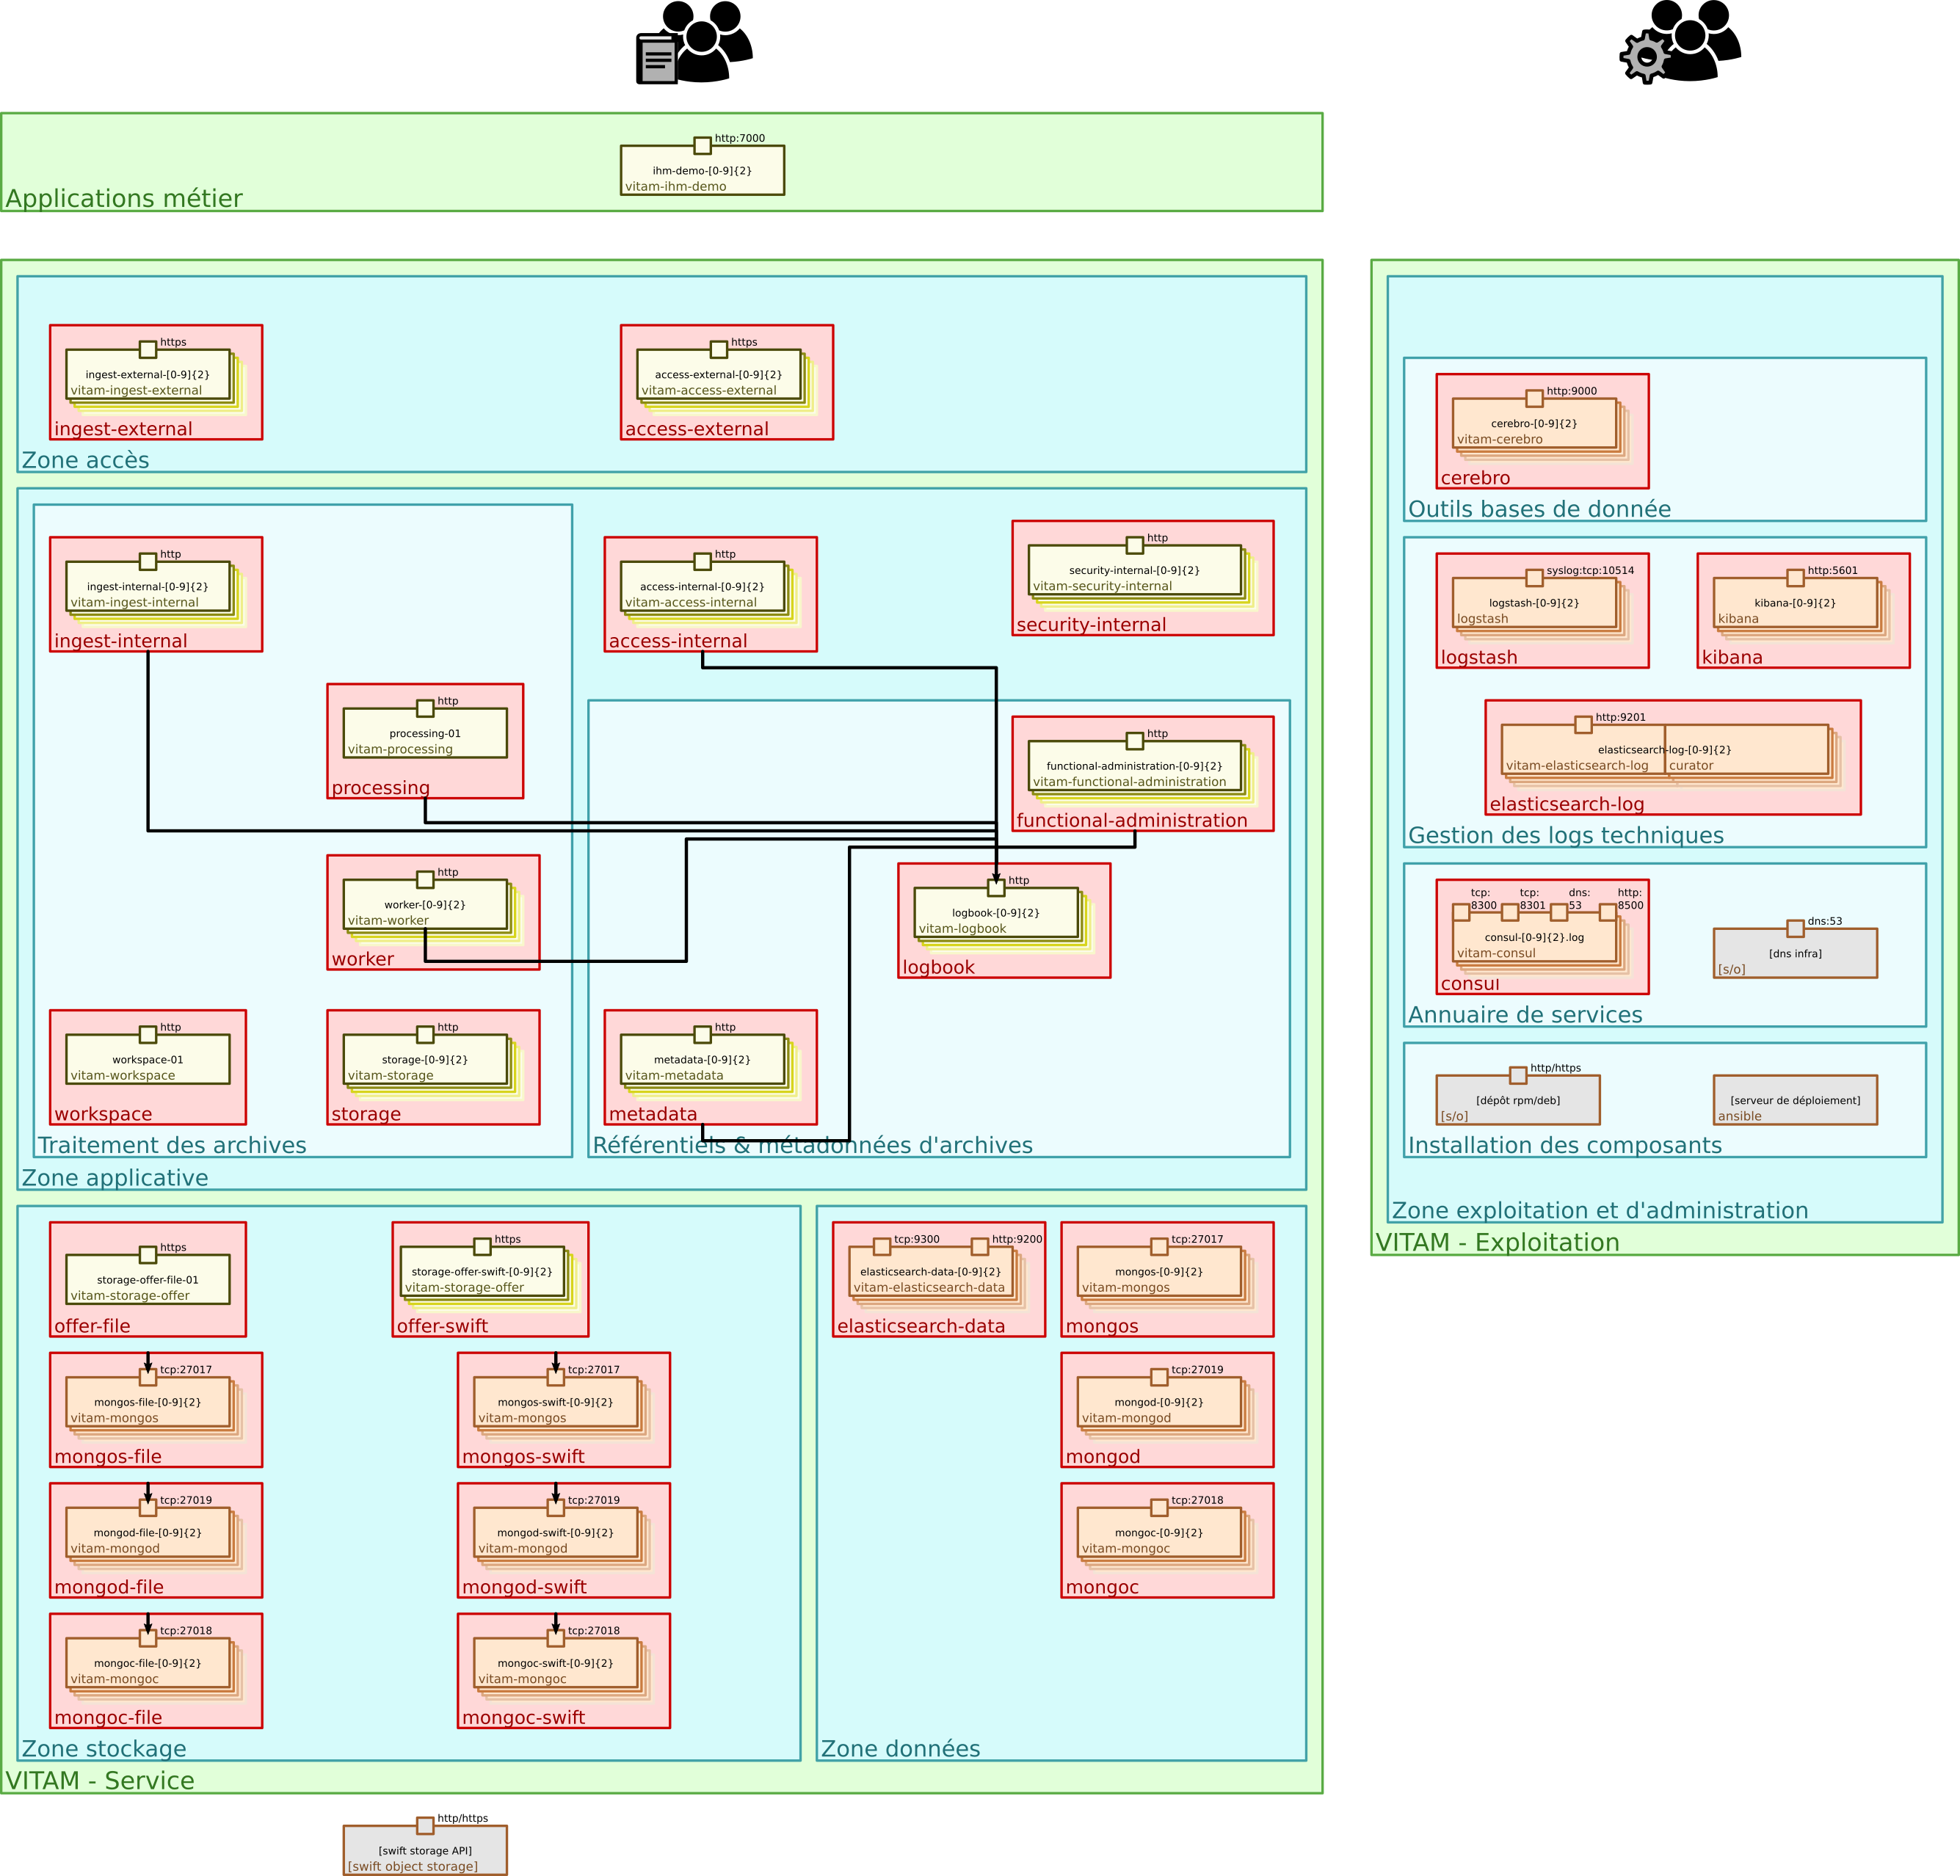 http:7000
ihm-demo-[0-9]{2}
vitam-ihm-demo
Applications métier
https
ingest-external-[0-9]{2}
vitam-ingest-external
ingest-external
https
access-external-[0-9]{2}
vitam-access-external
access-external
Zone accès
http
ingest-internal-[0-9]{2}
vitam-ingest-internal
ingest-internal
http
access-internal-[0-9]{2}
vitam-access-internal
access-internal
http
security-internal-[0-9]{2}
vitam-security-internal
security-internal
http
processing-01
vitam-processing
processing
http
functional-administration-[0-9]{2}
vitam-functional-administration
functional-administration
http
worker-[0-9]{2}
vitam-worker
worker
http
logbook-[0-9]{2}
vitam-logbook
logbook
http
workspace-01
vitam-workspace
workspace
http
storage-[0-9]{2}
vitam-storage
storage
http
metadata-[0-9]{2}
vitam-metadata
metadata
Traitement des archives
Référentiels & métadonnées d'archives
Zone applicative
https
storage-offer-file-01
vitam-storage-offer
offer-file
https
storage-offer-swift-[0-9]{2}
vitam-storage-offer
offer-swift
tcp:27017
mongos-file-[0-9]{2}
vitam-mongos
mongos-file
tcp:27017
mongos-swift-[0-9]{2}
vitam-mongos
mongos-swift
tcp:27019
mongod-file-[0-9]{2}
vitam-mongod
mongod-file
tcp:27019
mongod-swift-[0-9]{2}
vitam-mongod
mongod-swift
tcp:27018
mongoc-file-[0-9]{2}
vitam-mongoc
mongoc-file
tcp:27018
mongoc-swift-[0-9]{2}
vitam-mongoc
mongoc-swift
Zone stockage
tcp:9300
http:9200
elasticsearch-data-[0-9]{2}
vitam-elasticsearch-data
elasticsearch-data
tcp:27017
mongos-[0-9]{2}
vitam-mongos
mongos
tcp:27019
mongod-[0-9]{2}
vitam-mongod
mongod
tcp:27018
mongoc-[0-9]{2}
vitam-mongoc
mongoc
Zone données
VITAM - Service
http/https
[swift storage API]
[swift object storage]
http:9000
cerebro-[0-9]{2}
vitam-cerebro
cerebro
Outils bases de donnée
syslog:tcp:10514
logstash-[0-9]{2}
logstash
logstash
http:5601
kibana-[0-9]{2}
kibana
kibana
http:9201
elasticsearch-log-[0-9]{2}
vitam-elasticsearch-log
curator
elasticsearch-log
Gestion des logs techniques
tcp:
8300
tcp:
8301
dns:
53
http:
8500
consul-[0-9]{2}.log
vitam-consul
consul
dns:53
[dns infra]
[s/o]
Annuaire de services
http/https
[dépôt rpm/deb]
[s/o]
[serveur de déploiement]
ansible
Installation des composants
Zone exploitation et d'administration
VITAM - Exploitation